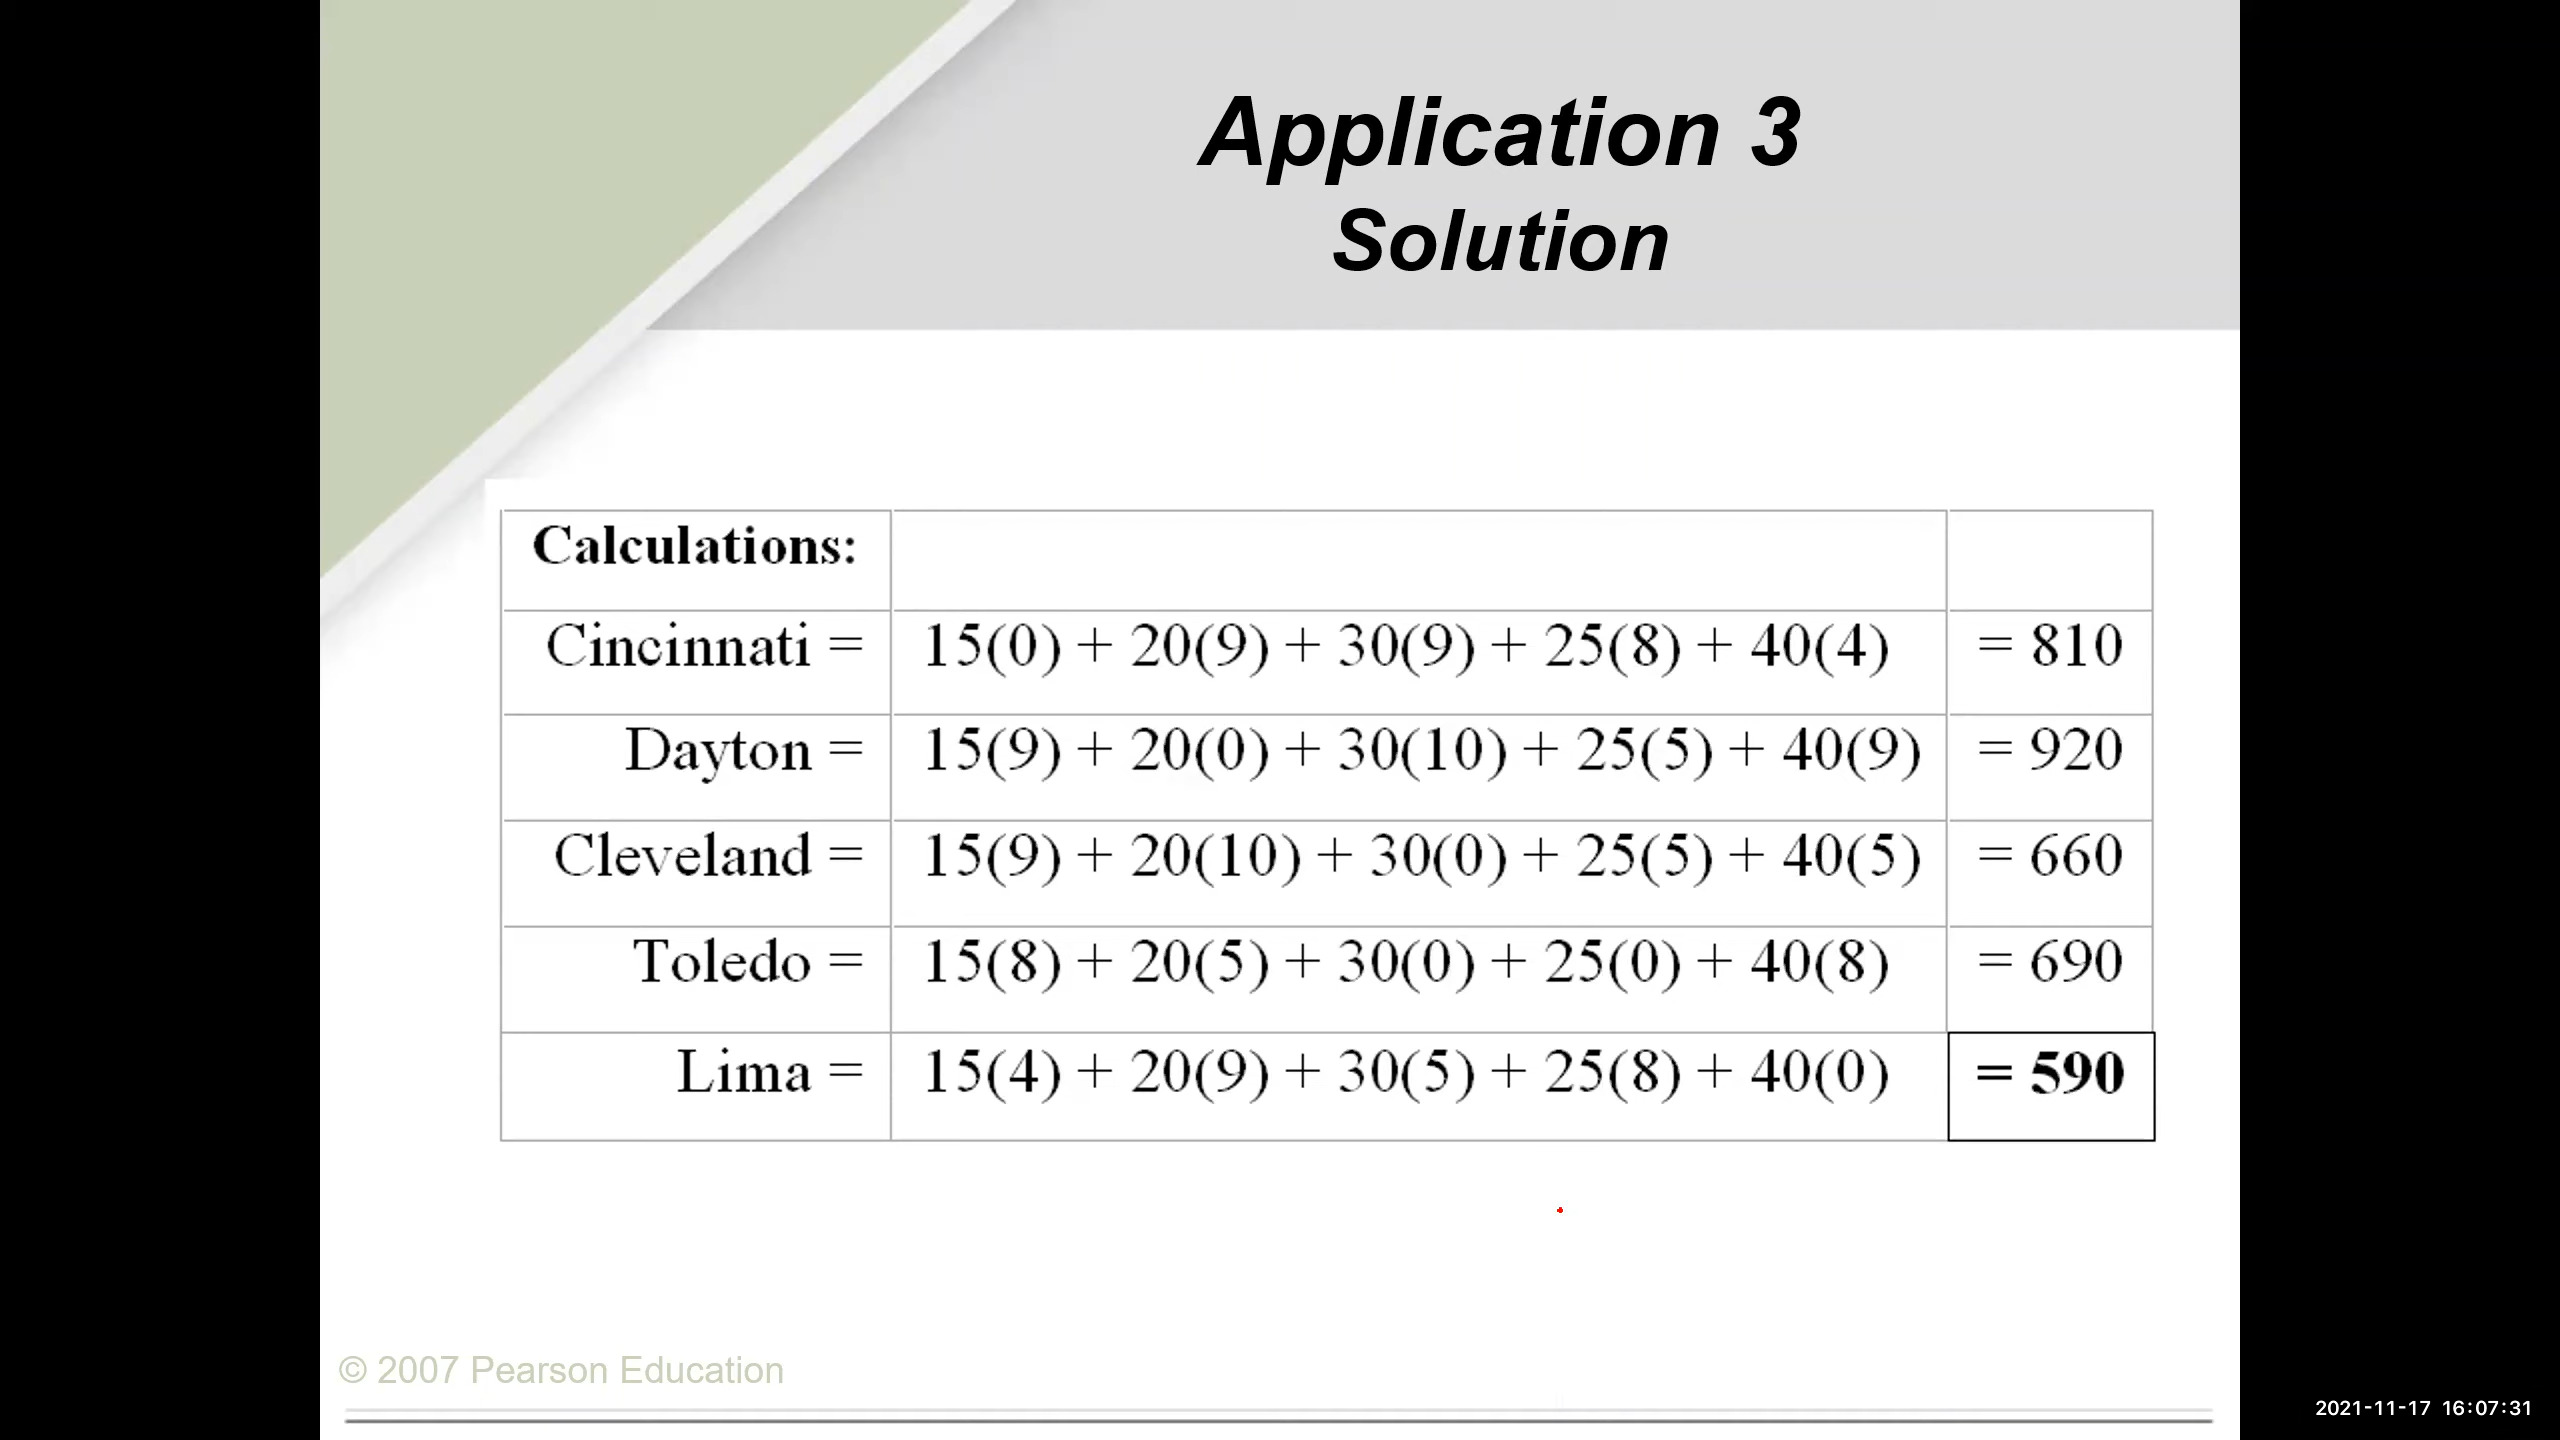 Application 3
Solution
Calculations:
Cincinnati = 15(0) + 20(9) + 30(9) + 25(8) + 40(4) = 810
Dayton = 15(9) + 20(0) + 30(10) + 25(5) + 40(9) = 920
Cleveland = 15(9) + 20(10) + 30(0) + 25(5) + 40(5) = 660
Toledo = 15(8) + 20(5) + 30(0) + 25(0) + 40(8) = 690
Lima = 15(4) + 20(9) + 30(5) + 25(8) + 40(0) = 590
© 2007 Pearson Education
2021-11-17 16:07:31